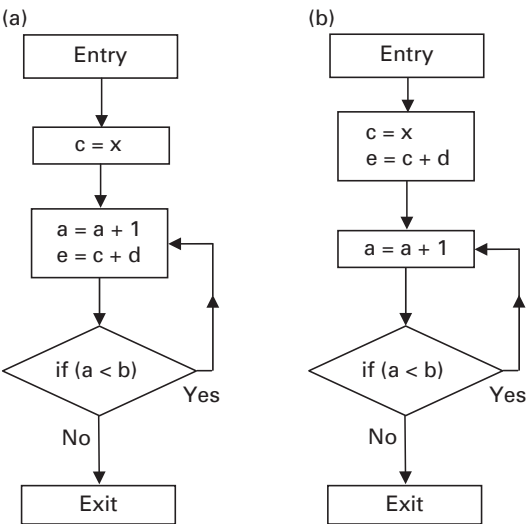 (a)
Entry
c = x
a = a + 1
e = c + d
if (a < b)
Yes
No
Exit
(b)
Entry
c = x
e = c + d
a = a + 1
if (a < b)
Yes
No
Exit